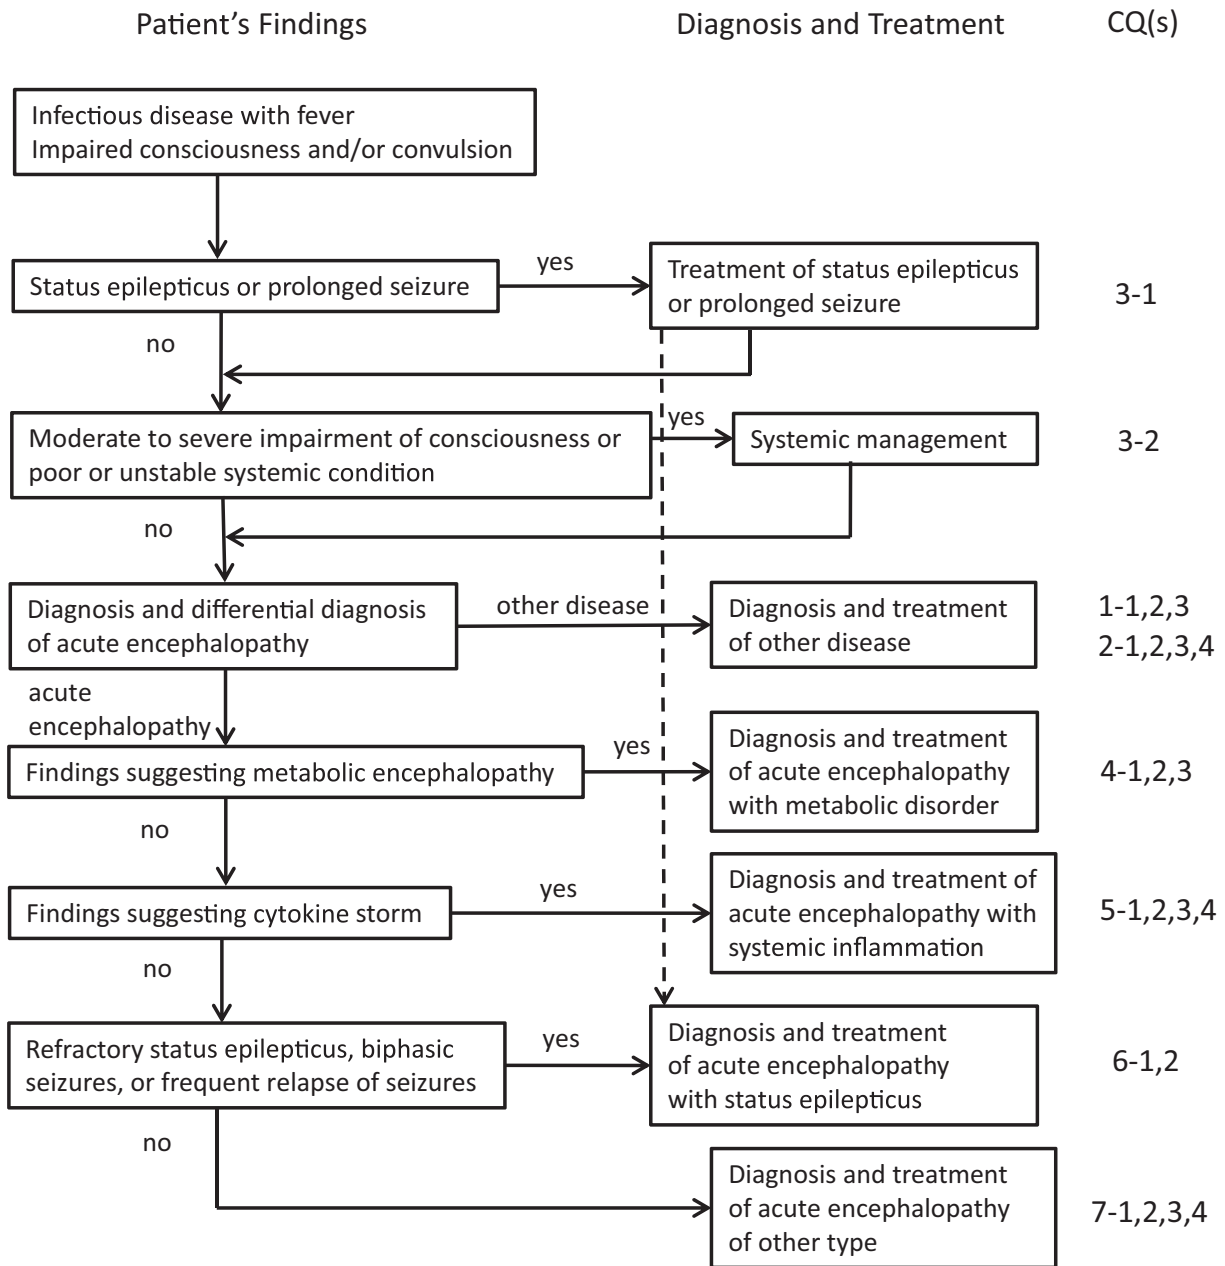 Patient’s Findings
Diagnosis and Treatment
CQ(s)
Infectious disease with fever
Impaired consciousness and/or convulsion
Status epilepticus or prolonged seizure
yes
Treatment of status epilepticus
or prolonged seizure
3-1
no
Moderate to severe impairment of consciousness or
poor or unstable systemic condition
yes
Systemic management
3-2
no
Diagnosis and differential diagnosis
of acute encephalopathy
other disease
Diagnosis and treatment
of other disease
1-1,2,3
2-1,2,3,4
acute
encephalopathy
Findings suggesting metabolic encephalopathy
yes
Diagnosis and treatment
of acute encephalopathy
with metabolic disorder
4-1,2,3
no
Findings suggesting cytokine storm
yes
Diagnosis and treatment of
acute encephalopathy with
systemic inflammation
5-1,2,3,4
no
Refractory status epilepticus, biphasic
seizures, or frequent relapse of seizures
yes
Diagnosis and treatment
of acute encephalopathy
with status epilepticus
6-1,2
no
Diagnosis and treatment
of acute encephalopathy
of other type
7-1,2,3,4